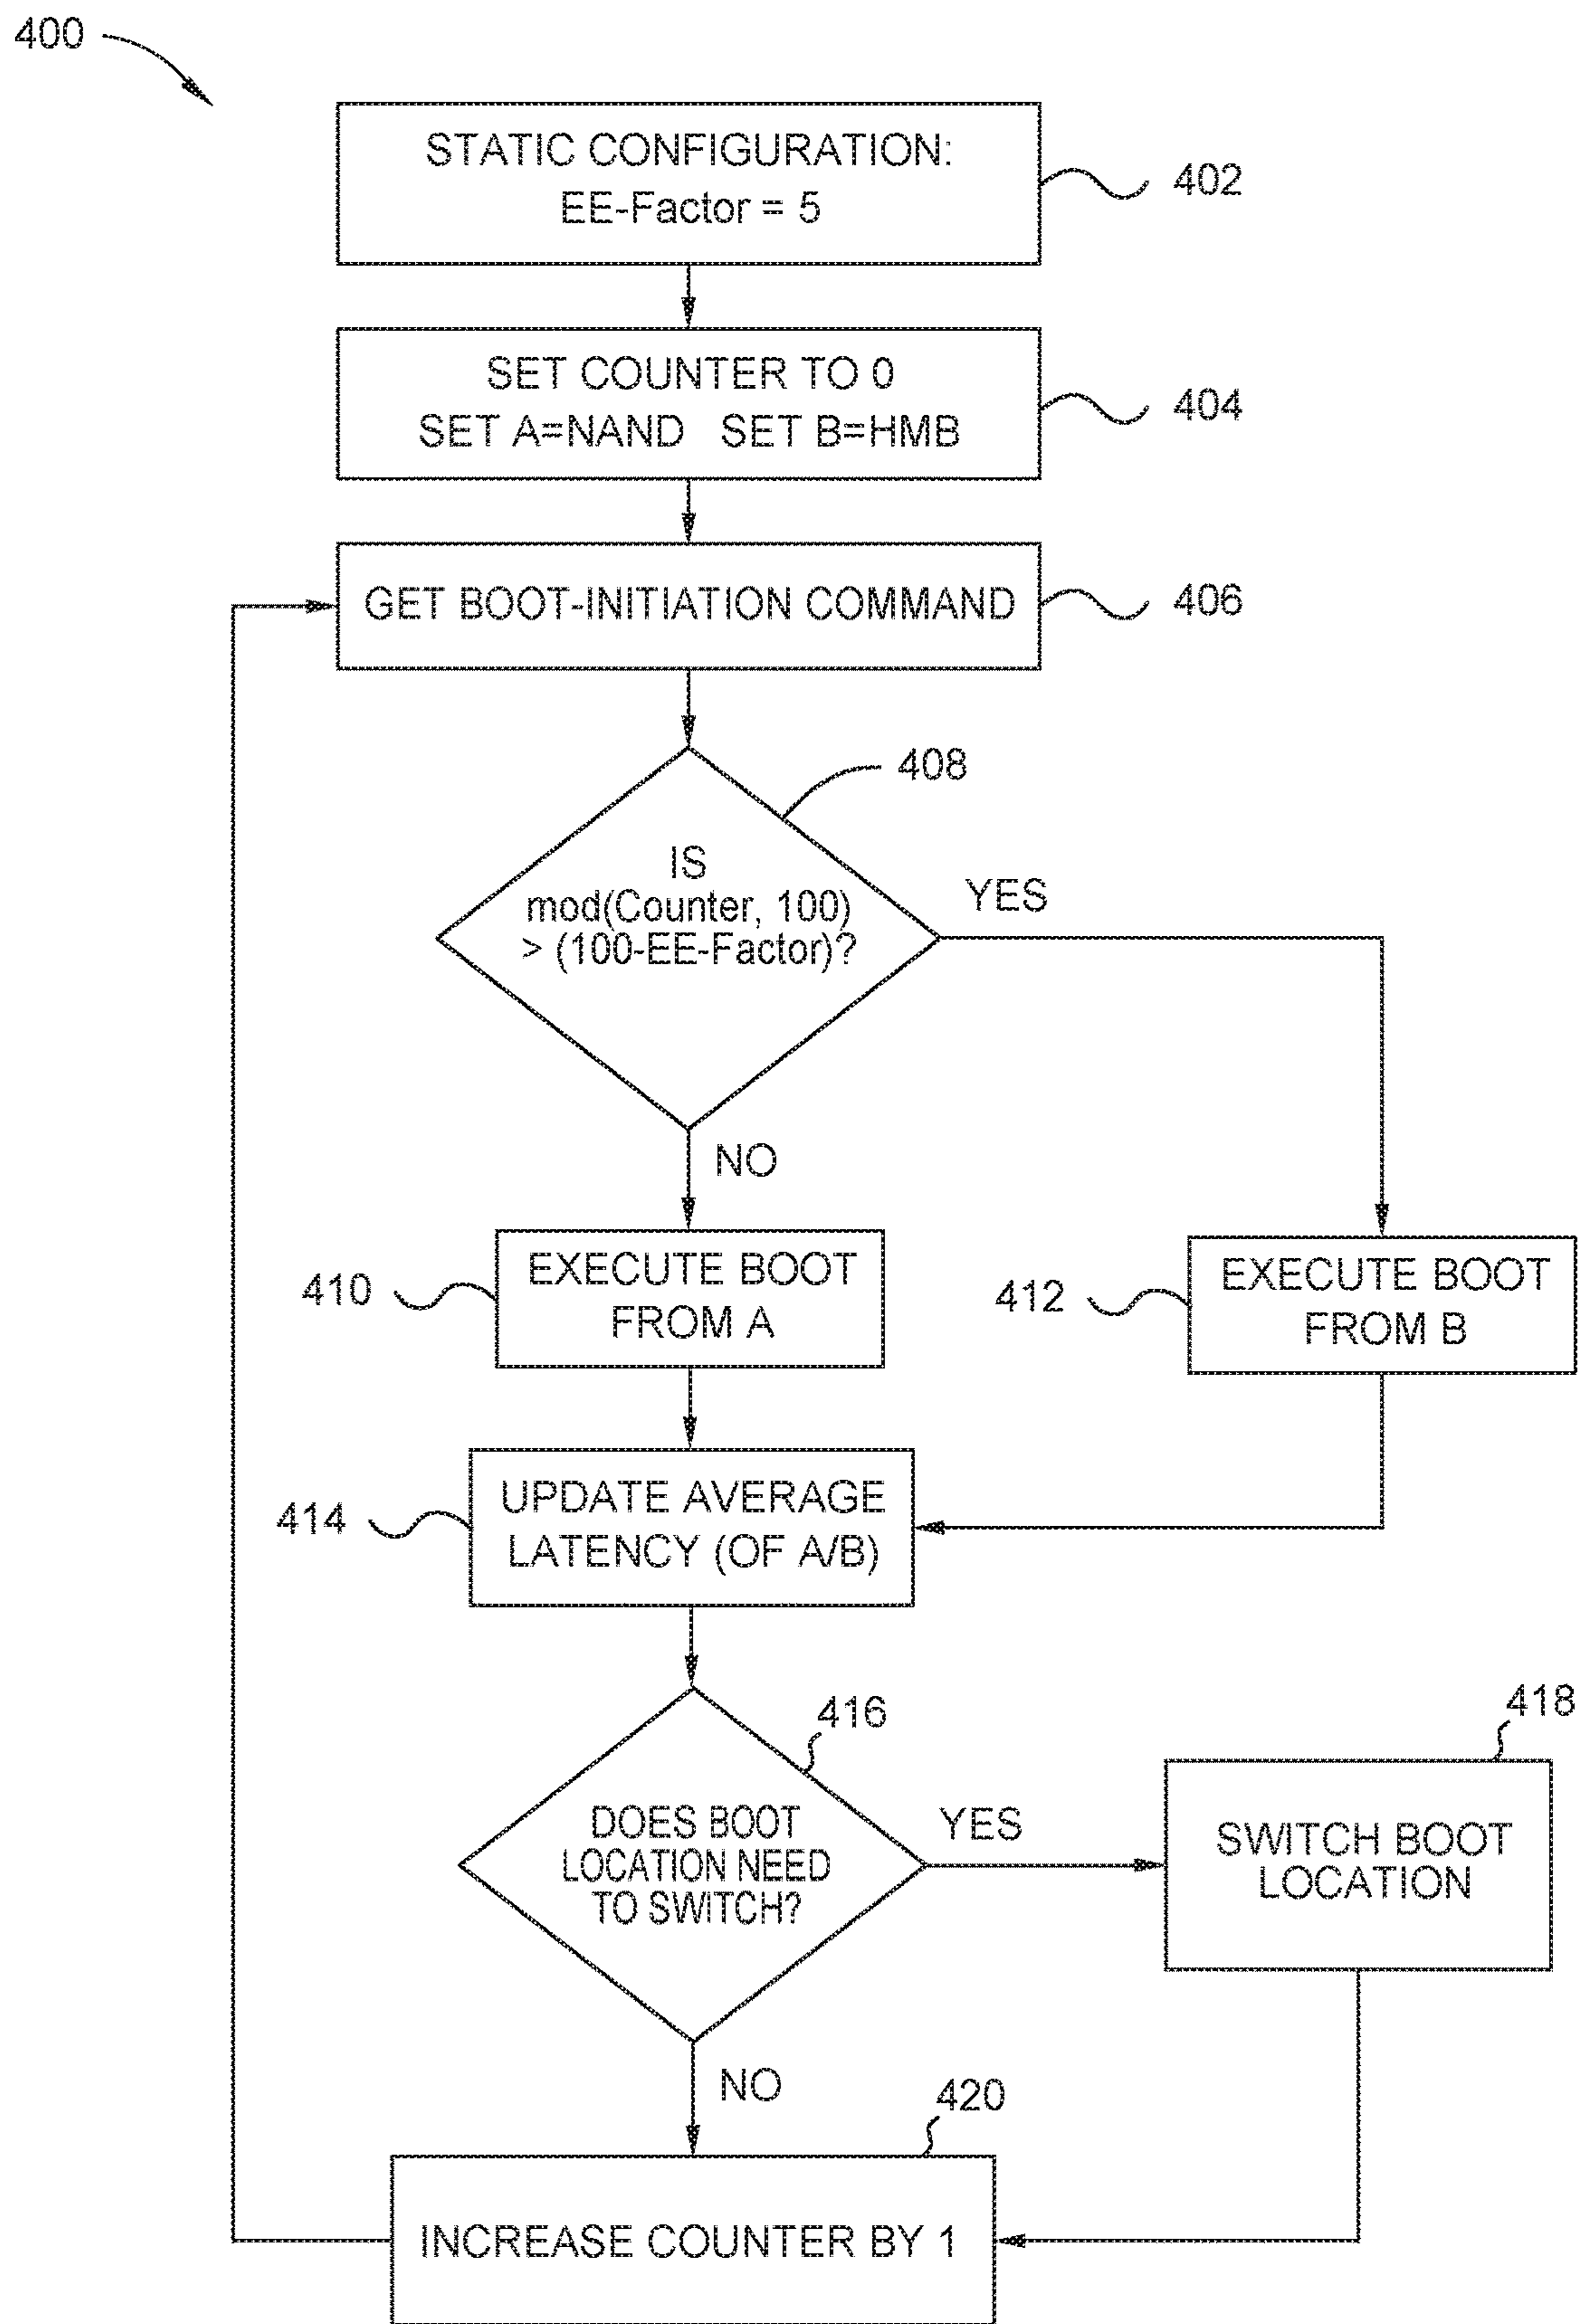 400
STATIC CONFIGURATION:
EE-Factor = 5
402
SET COUNTER TO 0
SET A=NAND SET B=HMB
404
GET BOOT-INITIATION COMMAND
406
408
IS
mod(Counter, 100)
> (100-EE-Factor)?
YES
NO
410
EXECUTE BOOT
FROM A
412
EXECUTE BOOT
FROM B
414
UPDATE AVERAGE
LATENCY (OF A/B)
416
418
DOES BOOT
LOCATION NEED
TO SWITCH?
YES
SWITCH BOOT
LOCATION
NO
420
INCREASE COUNTER BY 1